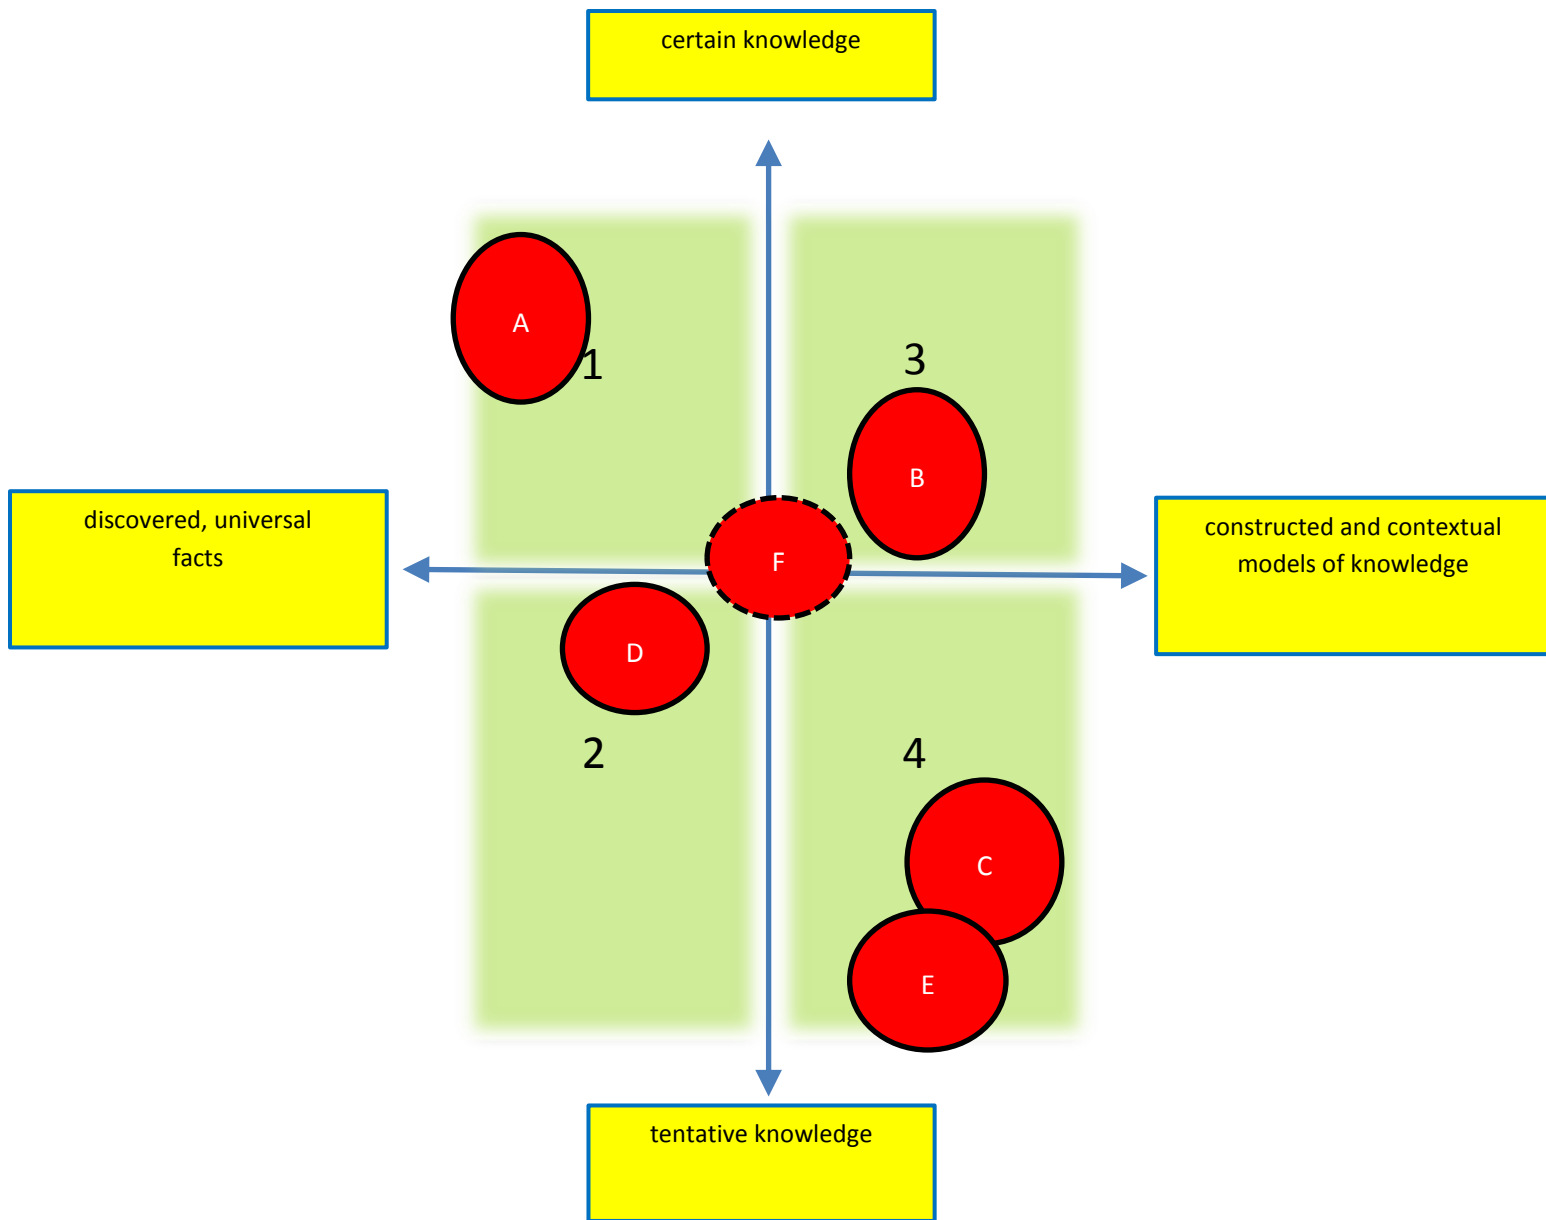 certain knowledge
A
1
3
B
discovered, universal
facts
F
constructed and contextual
models of knowledge
D
2
4
C
E
tentative knowledge